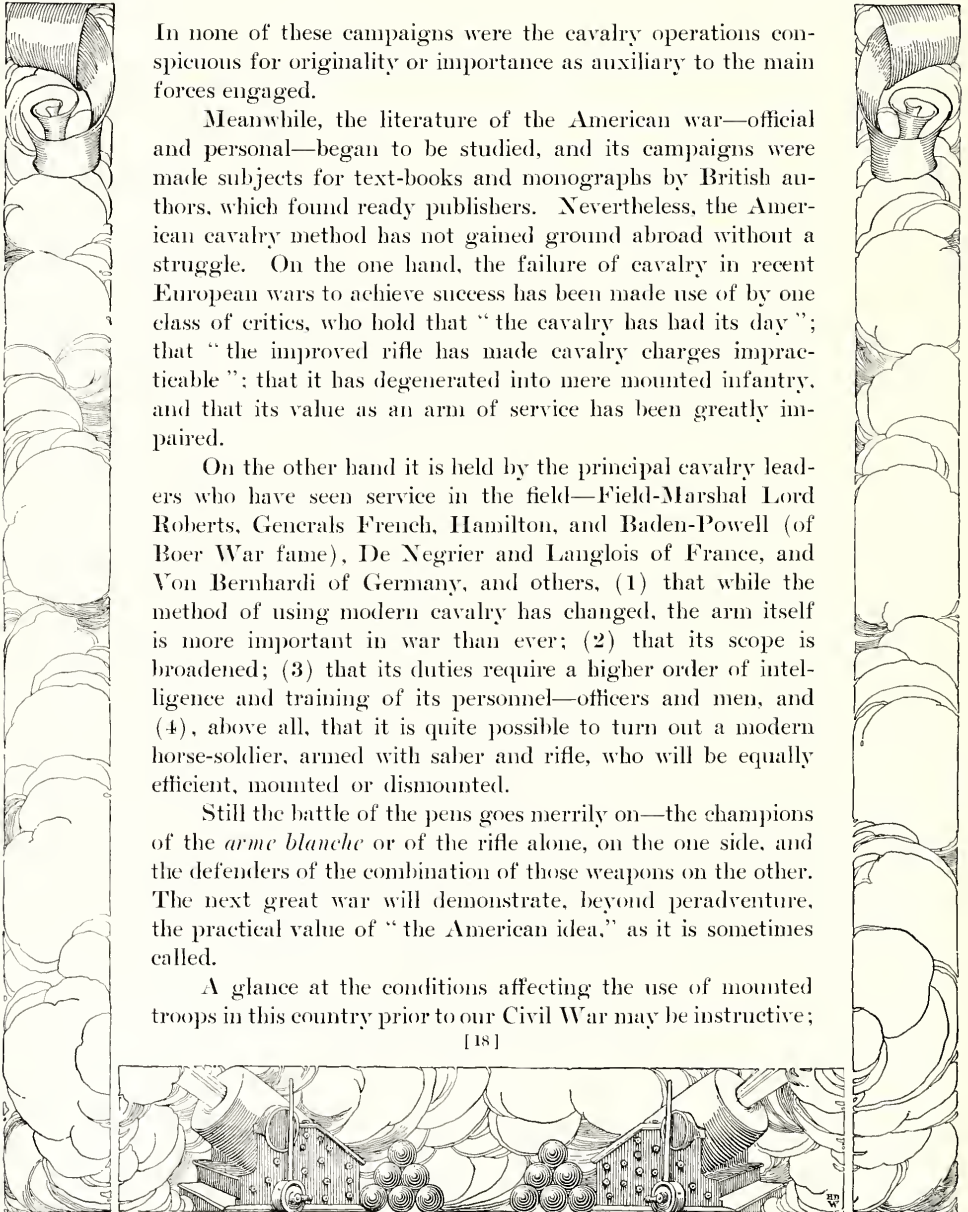 In none of these campaigns were the cavalry operations con-
spicuous for originality or importance as auxiliary to the main
forces engaged.
Meanwhile, the literature of the American war—official
and personal—began to be studied, and its campaigns were
made subjects for text-books and monographs by British au-
thors, which found ready publishers. Nevertheless, the Amer-
ican cavalry method has not gained ground abroad without a
struggle. On the one hand, the failure of cavalry in recent
European wars to achieve success has been made use of by one
class of critics, who hold that “ the cavalry has had its day ”;
that “ the improved rifle has made cavalry charges imprac-
ticable ”; that it has degenerated into mere mounted infantry,
and that its value as an arm of service has been greatly im-
paired.
On the other hand it is held by the principal cavalry lead-
ers who have seen service in the field—Field-Marshal Lord
Roberts, Generals French, Hamilton, and Baden-Powell (of
Boer War fame), De Negrier and Langlois of France, and
Von Bernhardi of Germany, and others, (1) that while the
method of using modern cavalry has changed, the arm itself
is more important in war than ever; (2) that its scope is
broadened; (3) that its duties require a higher order of intel-
ligence and training of its personnel—officers and men, and
(4), above all, that it is quite possible to turn out a modern
horse-soldier, armed with saber and rifle, who will be equally
efficient, mounted or dismounted.
Still the battle of the pens goes merrily on—the champions
of the arme blanche or of the rifle alone, on the one side, and
the defenders of the combination of those weapons on the other.
The next great war will demonstrate, beyond peradventure,
the practical value of “ the American idea,” as it is sometimes
called.
A glance at the conditions affecting the use of mounted
troops in this country prior to our Civil War may be instructive;
[18]
HD
W